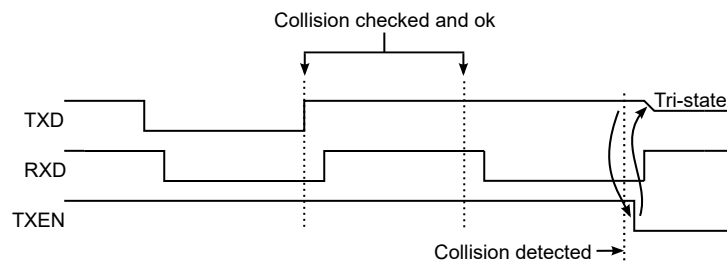 Collision checked and ok
Tri-state
TXD
RXD
TXEN
Collision detected